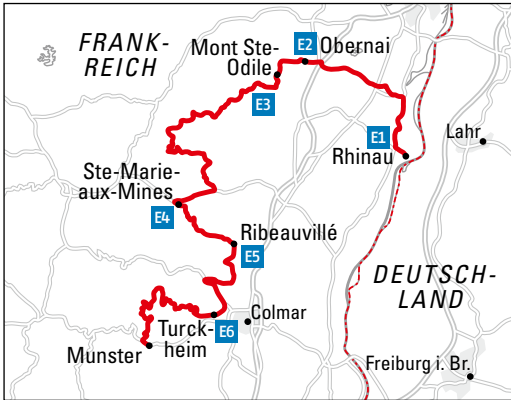 FRANK-
REICH
Mont Ste-
Odile
E2
Obernai
E3
E1
Rhinau
Lahr
Ste-Marie-
aux-Mines
E4
Ribeauvillé
E5
DEUTSCH-
LAND
Turck-
heim
E6
Colmar
Munster
Freiburg i. Br.